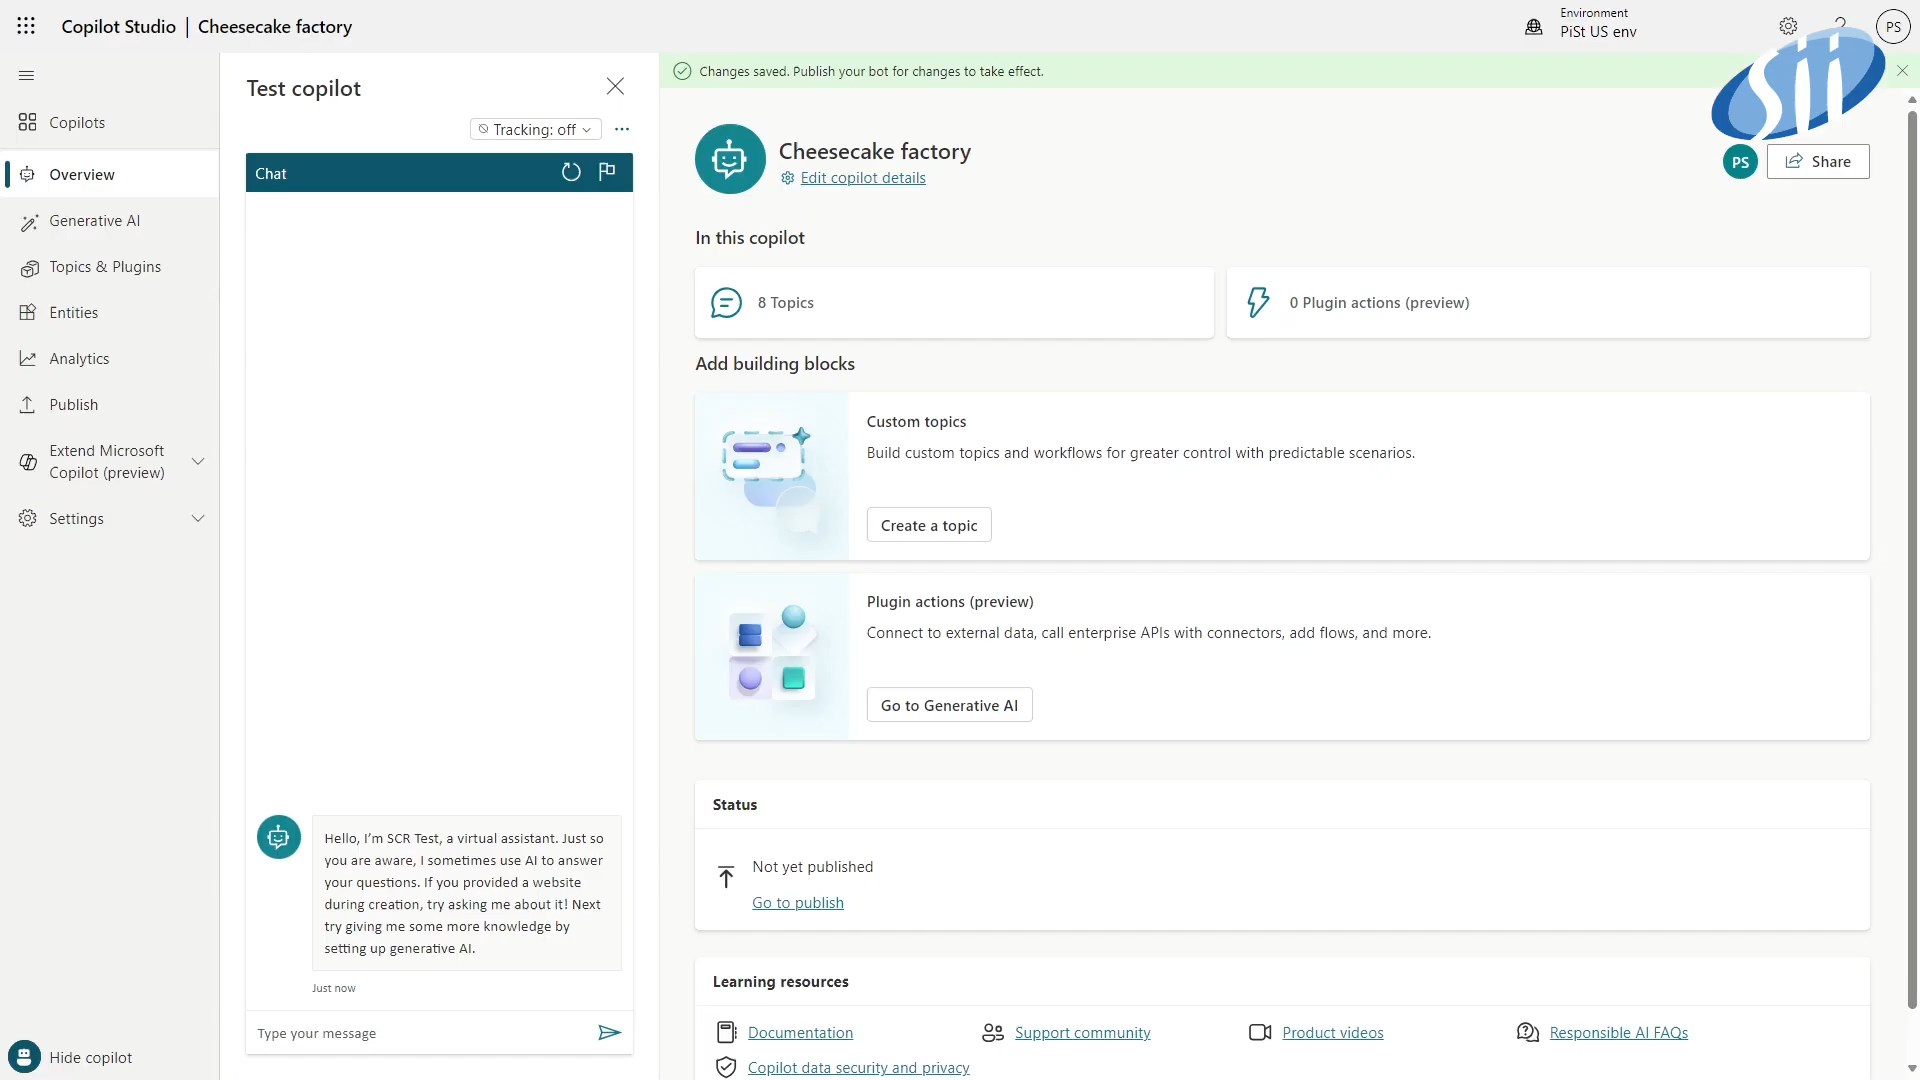 Copilot Studio | Cheesecake factory
Environment
PiSt US env
?
PS
Copilots
Overview
Generative AI
Topics & Plugins
Entities
Analytics
Publish
Extend Microsoft
Copilot (preview)
Settings
Hide copilot
Test copilot
Tracking: off
Chat
Hello, I’m SCR Test, a virtual assistant. Just so
you are aware, I sometimes use AI to answer
your questions. If you provided a website
during creation, try asking me about it! Next
try giving me some more knowledge by
setting up generative AI.
Just now
Type your message
Changes saved. Publish your bot for changes to take effect.
Sii
Cheesecake factory
Edit copilot details
PS
Share
In this copilot
8 Topics
0 Plugin actions (preview)
Add building blocks
Custom topics
Build custom topics and workflows for greater control with predictable scenarios.
Create a topic
Plugin actions (preview)
Connect to external data, call enterprise APIs with connectors, add flows, and more.
Go to Generative AI
Status
Not yet published
Go to publish
Learning resources
Documentation
Support community
Product videos
Responsible AI FAQs
Copilot data security and privacy